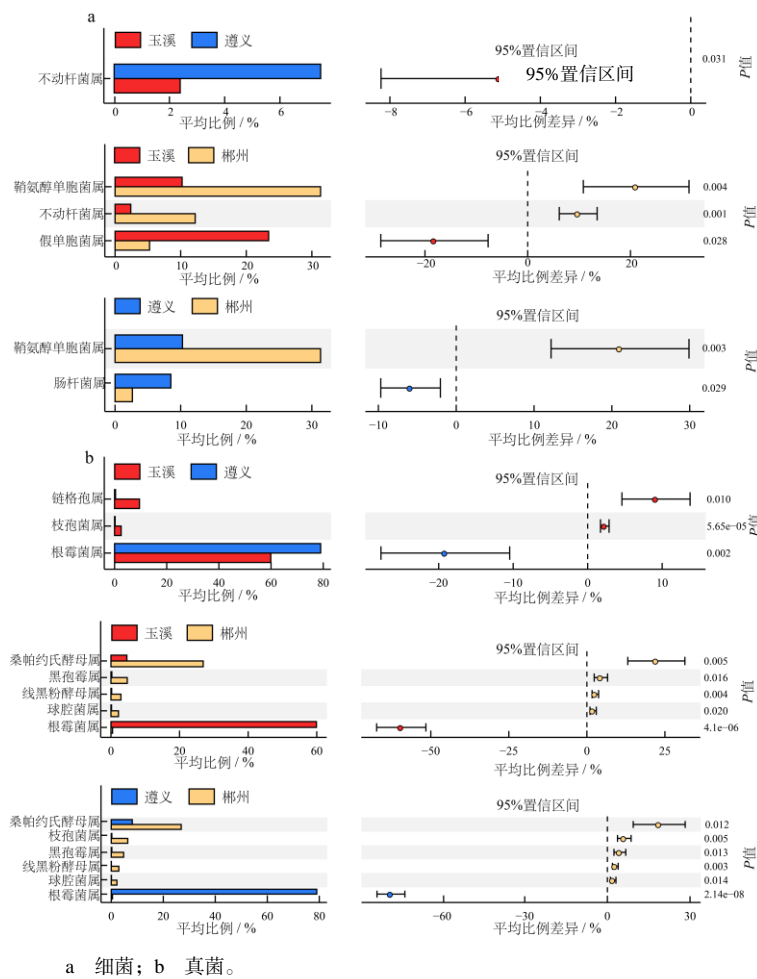 a
玉溪 遵义
95%置信区间
95%置信区间
不动杆菌属
0.031
P值
0 2 4 6
−8 −6 −4 −2 0
平均比例 / %
平均比例差异 / %
玉溪 郴州
95%置信区间
鞘氨醇单胞菌属
0.004
不动杆菌属
0.001
假单胞菌属
0.028
P值
0 10 20 30
−20 0 20
平均比例 / %
平均比例差异 / %
遵义 郴州
95%置信区间
鞘氨醇单胞菌属
0.003
肠杆菌属
0.029
P值
0 10 20 30
−10 0 10 20 30
平均比例 / %
平均比例差异 / %
b
玉溪 遵义
95%置信区间
链格孢属
0.010
枝孢菌属
5.65e−05
根霉菌属
0.002
P值
0 20 40 60 80
−20 −10 0 10
平均比例 / %
平均比例差异 / %
玉溪 郴州
95%置信区间
桑帕约氏酵母属
0.005
黑孢霉属
0.016
线黑粉酵母属
0.004
球腔菌属
0.020
根霉菌属
4.1e−06
P值
0 20 40 60
−50 −25 0 25
平均比例 / %
平均比例差异 / %
遵义 郴州
95%置信区间
桑帕约氏酵母属
0.012
枝孢菌属
0.005
黑孢霉属
0.013
线黑粉酵母属
0.003
球腔菌属
0.014
根霉菌属
2.14e−08
P值
0 20 40 60 80
−60 −30 0 30
平均比例 / %
平均比例差异 / %
a 细菌；b 真菌。